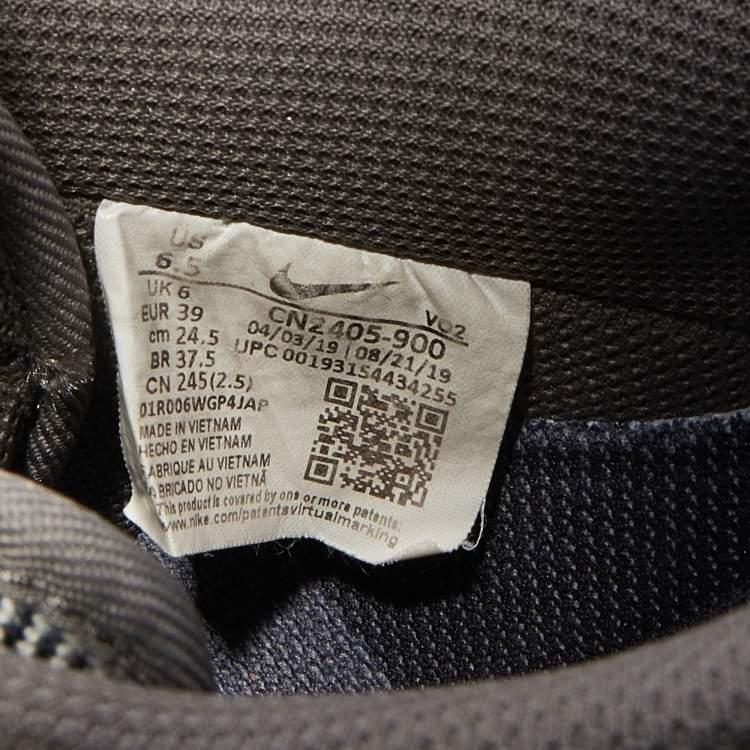 US
6.5
UK 6
EUR 39
cm 24.5
BR 37.5
CN 245(2.5)
01R006WGP4JAP
VO2
CN2405-900
04/03/19 | 08/21/19
UPC 00193154434255
MADE IN VIETNAM
HECHO EN VIETNAM
FABRIQUE AU VIETNAM
BRICADO NO VIETNÃ
This product is covered by one or more patents:
www.nike.com/patentsvirtualmarking